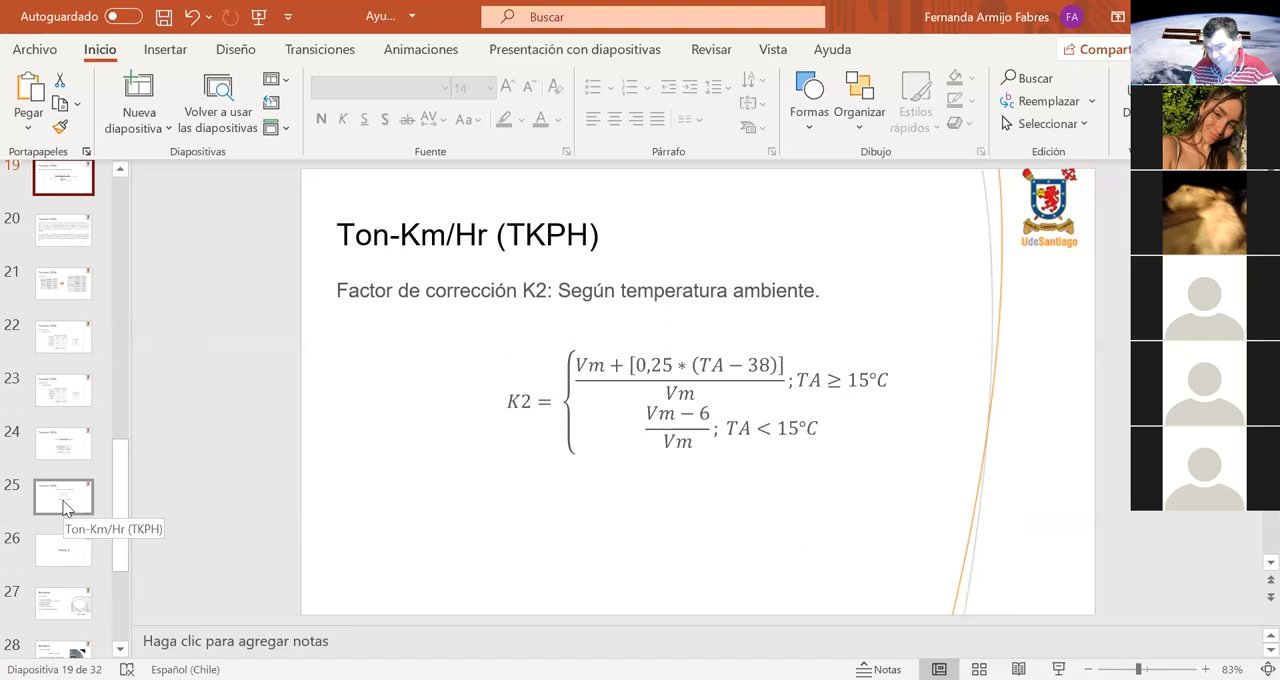 Autoguardado
Ayu...
Buscar
Fernanda Armijo Fabres
FA
Archivo
Inicio
Insertar
Diseño
Transiciones
Animaciones
Presentación con diapositivas
Revisar
Vista
Ayuda
Compart
Pegar
Nueva
diapositiva
Volver a usar
las diapositivas
14
N K S S ab AV Aa A
Formas
Organizar
Estilos
rápidos
Buscar
Reemplazar
Seleccionar
D
Portapapeles
Diapositivas
Fuente
Párrafo
Dibujo
Edición
19
20
21
22
23
24
25
26
27
28
Ton-Km/Hr (TKPH)
Ton-Km/Hr (TKPH)
UdeSantiago
Factor de corrección K2: Según temperatura ambiente.
K2 = { Vm + [0,25 ∗ (TA − 38)] / Vm ; TA ≥ 15°C
Vm − 6 / Vm ; TA < 15°C
Haga clic para agregar notas
Diapositiva 19 de 32
Español (Chile)
Notas
83%